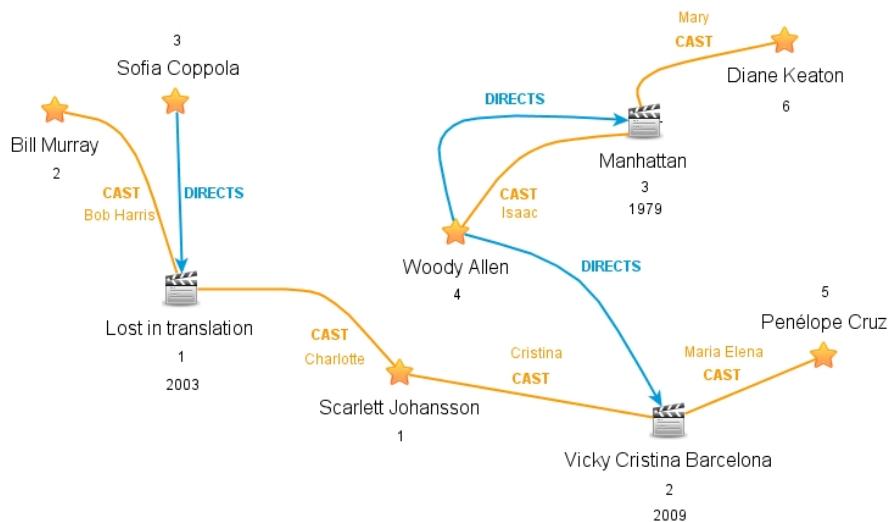 Mary
CAST
Diane Keaton
6
3
Sofia Coppola
Bill Murray
2
DIRECTS
DIRECTS
CAST
Bob Harris
Manhattan
3
1979
CAST
Isaac
Woody Allen
4
DIRECTS
Lost in translation
1
2003
CAST
Charlotte
Scarlett Johansson
1
Cristina
CAST
5
Penélope Cruz
Maria Elena
CAST
Vicky Cristina Barcelona
2
2009